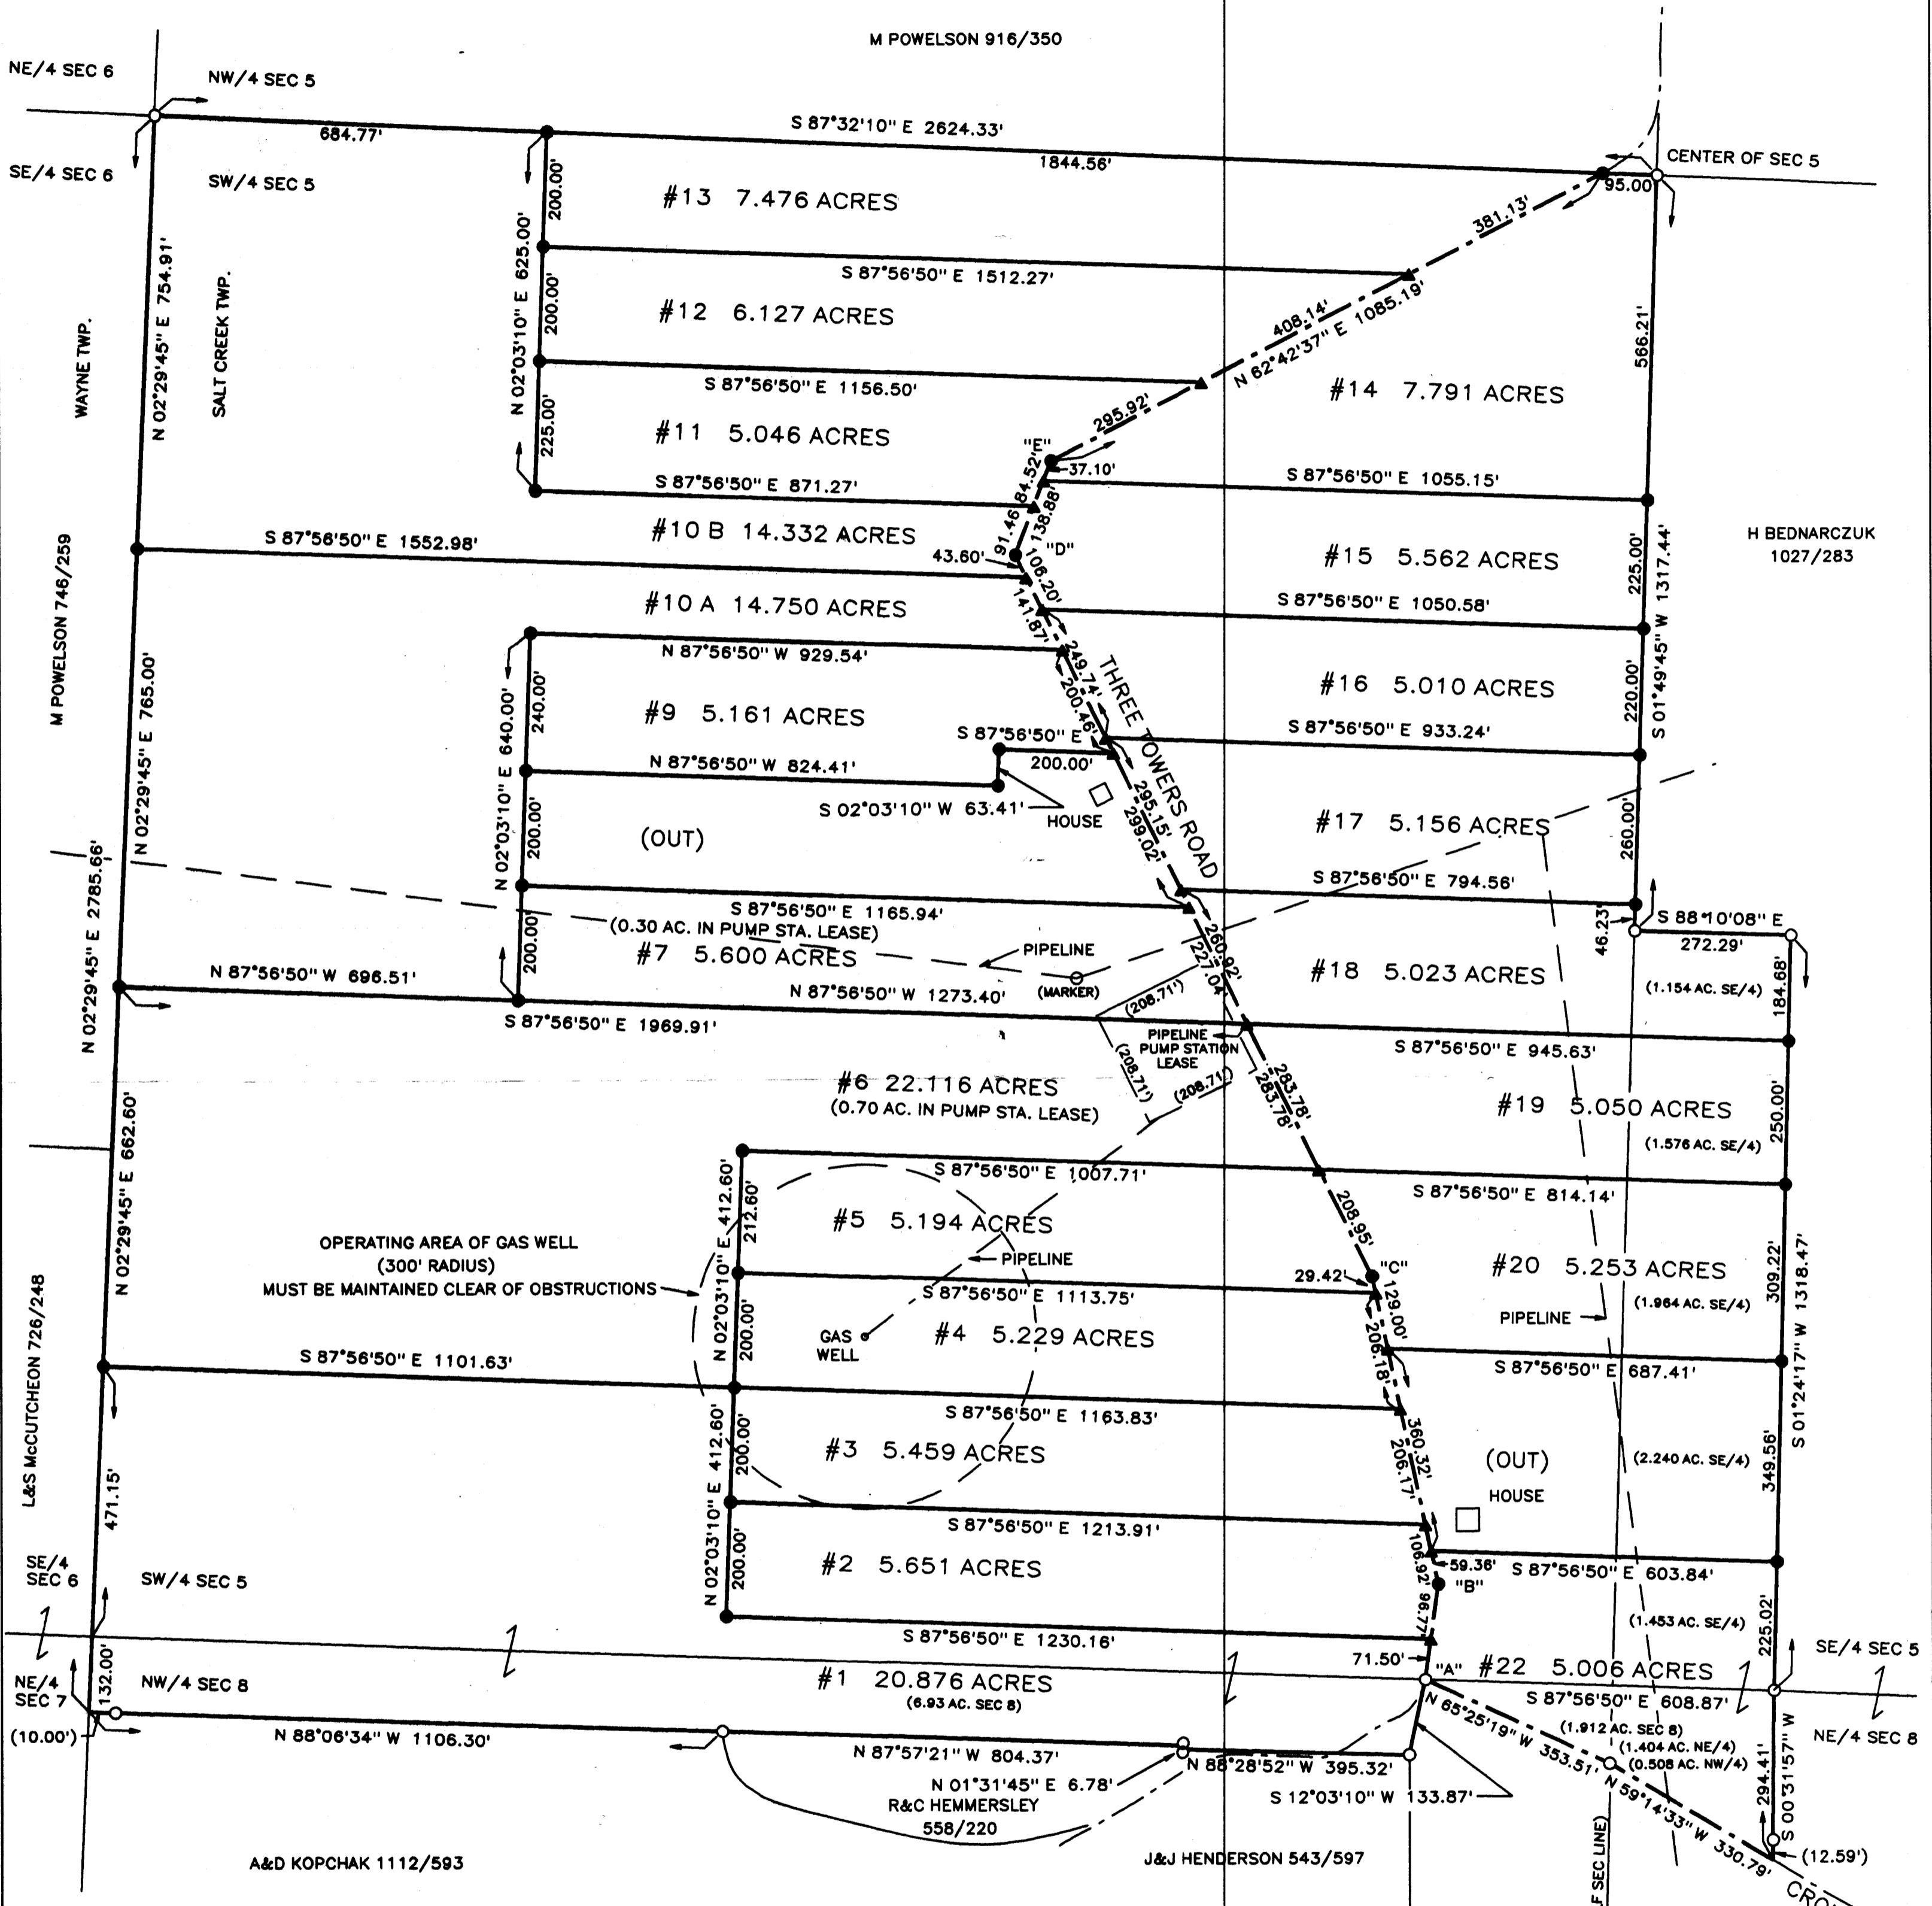 M POWELSON 916/350
NE/4 SEC 6
NW/4 SEC 5
684.77'
S 87°32'10" E 2624.33'
1844.56'
CENTER OF SEC 5
95.00'
SE/4 SEC 6
SW/4 SEC 5
WAYNE TWP.
SALT CREEK TWP.
N 02°29'45" E 754.91'
N 02°03'10" E 625.00'
200.00'
#13 7.476 ACRES
381.13'
S 87°56'50" E 1512.27'
200.00'
#12 6.127 ACRES
408.14'
N 62°42'37" E 1085.19'
566.21'
S 87°56'50" E 1156.50'
#14 7.791 ACRES
225.00'
#11 5.046 ACRES
295.92'
"E"
37.10'
84.52'
S 87°56'50" E 871.27'
S 87°56'50" E 1055.15'
138.88'
91.46'
#10 B 14.332 ACRES
"D"
43.60'
S 87°56'50" E 1552.98'
H BEDNARCZUK
1027/283
#15 5.562 ACRES
225.00'
S 01°49'45" W 1317.44'
106.20'
M POWELSON 746/259
#10 A 14.750 ACRES
141.87'
S 87°56'50" E 1050.58'
N 87°56'50" W 929.54'
249.74'
THREE TOWERS ROAD
#16 5.010 ACRES
220.00'
N 02°29'45" E 765.00'
N 02°03'10" E 640.00'
240.00'
#9 5.161 ACRES
200.46'
S 87°56'50" E
200.00'
S 87°56'50" E 933.24'
N 87°56'50" W 824.41'
S 02°03'10" W 63.41'
HOUSE
295.15'
299.02'
#17 5.156 ACRES
260.00'
200.00'
(OUT)
S 87°56'50" E 794.56'
N 02°29'45" E 2785.66'
S 87°56'50" E 1165.94'
(0.30 AC. IN PUMP STA. LEASE)
#7 5.600 ACRES
200.00'
PIPELINE
(MARKER)
260.92'
227.04'
#18 5.023 ACRES
46.23'
S 88°10'08" E
272.29'
(1.154 AC. SE/4)
184.68'
N 87°56'50" W 696.51'
N 87°56'50" W 1273.40'
S 87°56'50" E 1969.91'
(208.71')
PIPELINE
PUMP STATION
LEASE
(208.71')
(208.71')
S 87°56'50" E 945.63'
#6 22.116 ACRES
(0.70 AC. IN PUMP STA. LEASE)
283.78'
283.78'
#19 5.050 ACRES
(1.576 AC. SE/4)
250.00'
N 02°29'45" E 662.60'
S 87°56'50" E 1007.71'
S 87°56'50" E 814.14'
N 02°03'10" E 412.60'
212.60'
#5 5.194 ACRES
PIPELINE
208.95'
OPERATING AREA OF GAS WELL
(300' RADIUS)
MUST BE MAINTAINED CLEAR OF OBSTRUCTIONS
"C"
29.42'
129.00'
#20 5.253 ACRES
(1.964 AC. SE/4)
PIPELINE
309.22'
S 01°24'17" W 1318.47'
S 87°56'50" E 1113.75'
200.00'
GAS
WELL
#4 5.229 ACRES
206.18'
L&S McCUTCHEON 726/248
S 87°56'50" E 1101.63'
S 87°56'50" E 687.41'
S 87°56'50" E 1163.83'
N 02°03'10" E 412.60'
200.00'
#3 5.459 ACRES
360.32'
206.17'
(OUT)
HOUSE
(2.240 AC. SE/4)
349.56'
471.15'
S 87°56'50" E 1213.91'
200.00'
#2 5.651 ACRES
106.92'
59.36'
"B"
S 87°56'50" E 603.84'
96.77'
SE/4
SEC 6
SW/4 SEC 5
(1.453 AC. SE/4)
225.02'
SE/4 SEC 5
S 87°56'50" E 1230.16'
71.50'
"A"
#22 5.006 ACRES
S 87°56'50" E 608.87'
NE/4
SEC 7
132.00'
NW/4 SEC 8
#1 20.876 ACRES
(6.93 AC. SEC 8)
(10.00')
N 88°06'34" W 1106.30'
N 87°57'21" W 804.37'
N 88°28'52" W 395.32'
N 01°31'45" E 6.78'
S 12°03'10" W 133.87'
N 65°25'19" W 353.51'
(1.912 AC. SEC 8)
(1.404 AC. NE/4)
(0.508 AC. NW/4)
NE/4 SEC 8
294.41'
S 00°31'57" W
N 59°14'33" W 330.79'
(12.59')
R&C HEMMERSLEY
558/220
A&D KOPCHAK 1112/593
J&J HENDERSON 543/597
F SEC LINE)